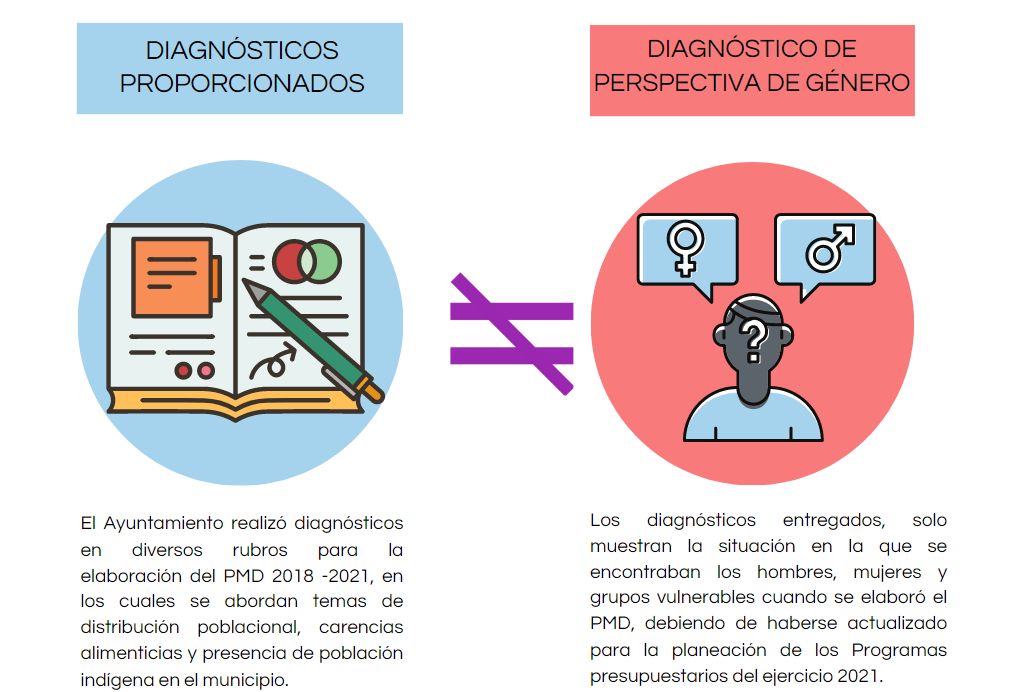 DIAGNÓSTICOS
PROPORCIONADOS
DIAGNÓSTICO DE
PERSPECTIVA DE GÉNERO
?
El Ayuntamiento realizó diagnósticos
en diversos rubros para la
elaboración del PMD 2018 -2021, en
los cuales se abordan temas de
distribución poblacional, carencias
alimenticias y presencia de población
indígena en el municipio.
Los diagnósticos entregados, solo
muestran la situación en la que se
encontraban los hombres, mujeres y
grupos vulnerables cuando se elaboró el
PMD, debiendo de haberse actualizado
para la planeación de los Programas
presupuestarios del ejercicio 2021.